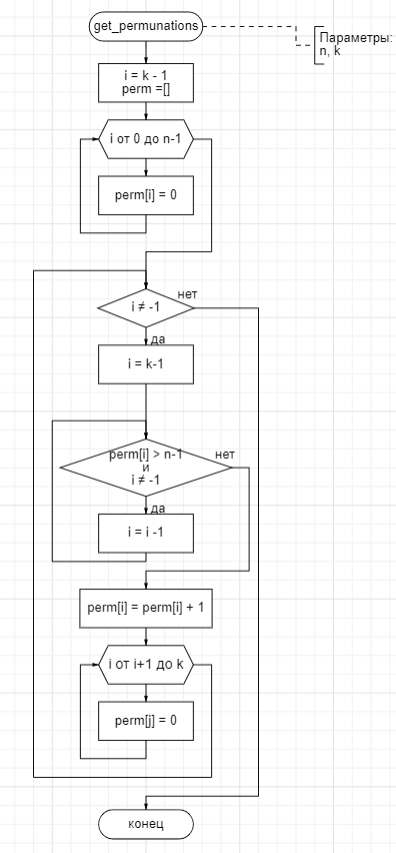 get_permunations
Параметры:
n, k
i = k - 1
perm =[]
i от 0 до n-1
perm[i] = 0
нет
i ≠ -1
да
i = k-1
perm[i] > n-1
и
i ≠ -1
нет
да
i = i -1
perm[i] = perm[i] + 1
i от i+1 до k
perm[j] = 0
конец